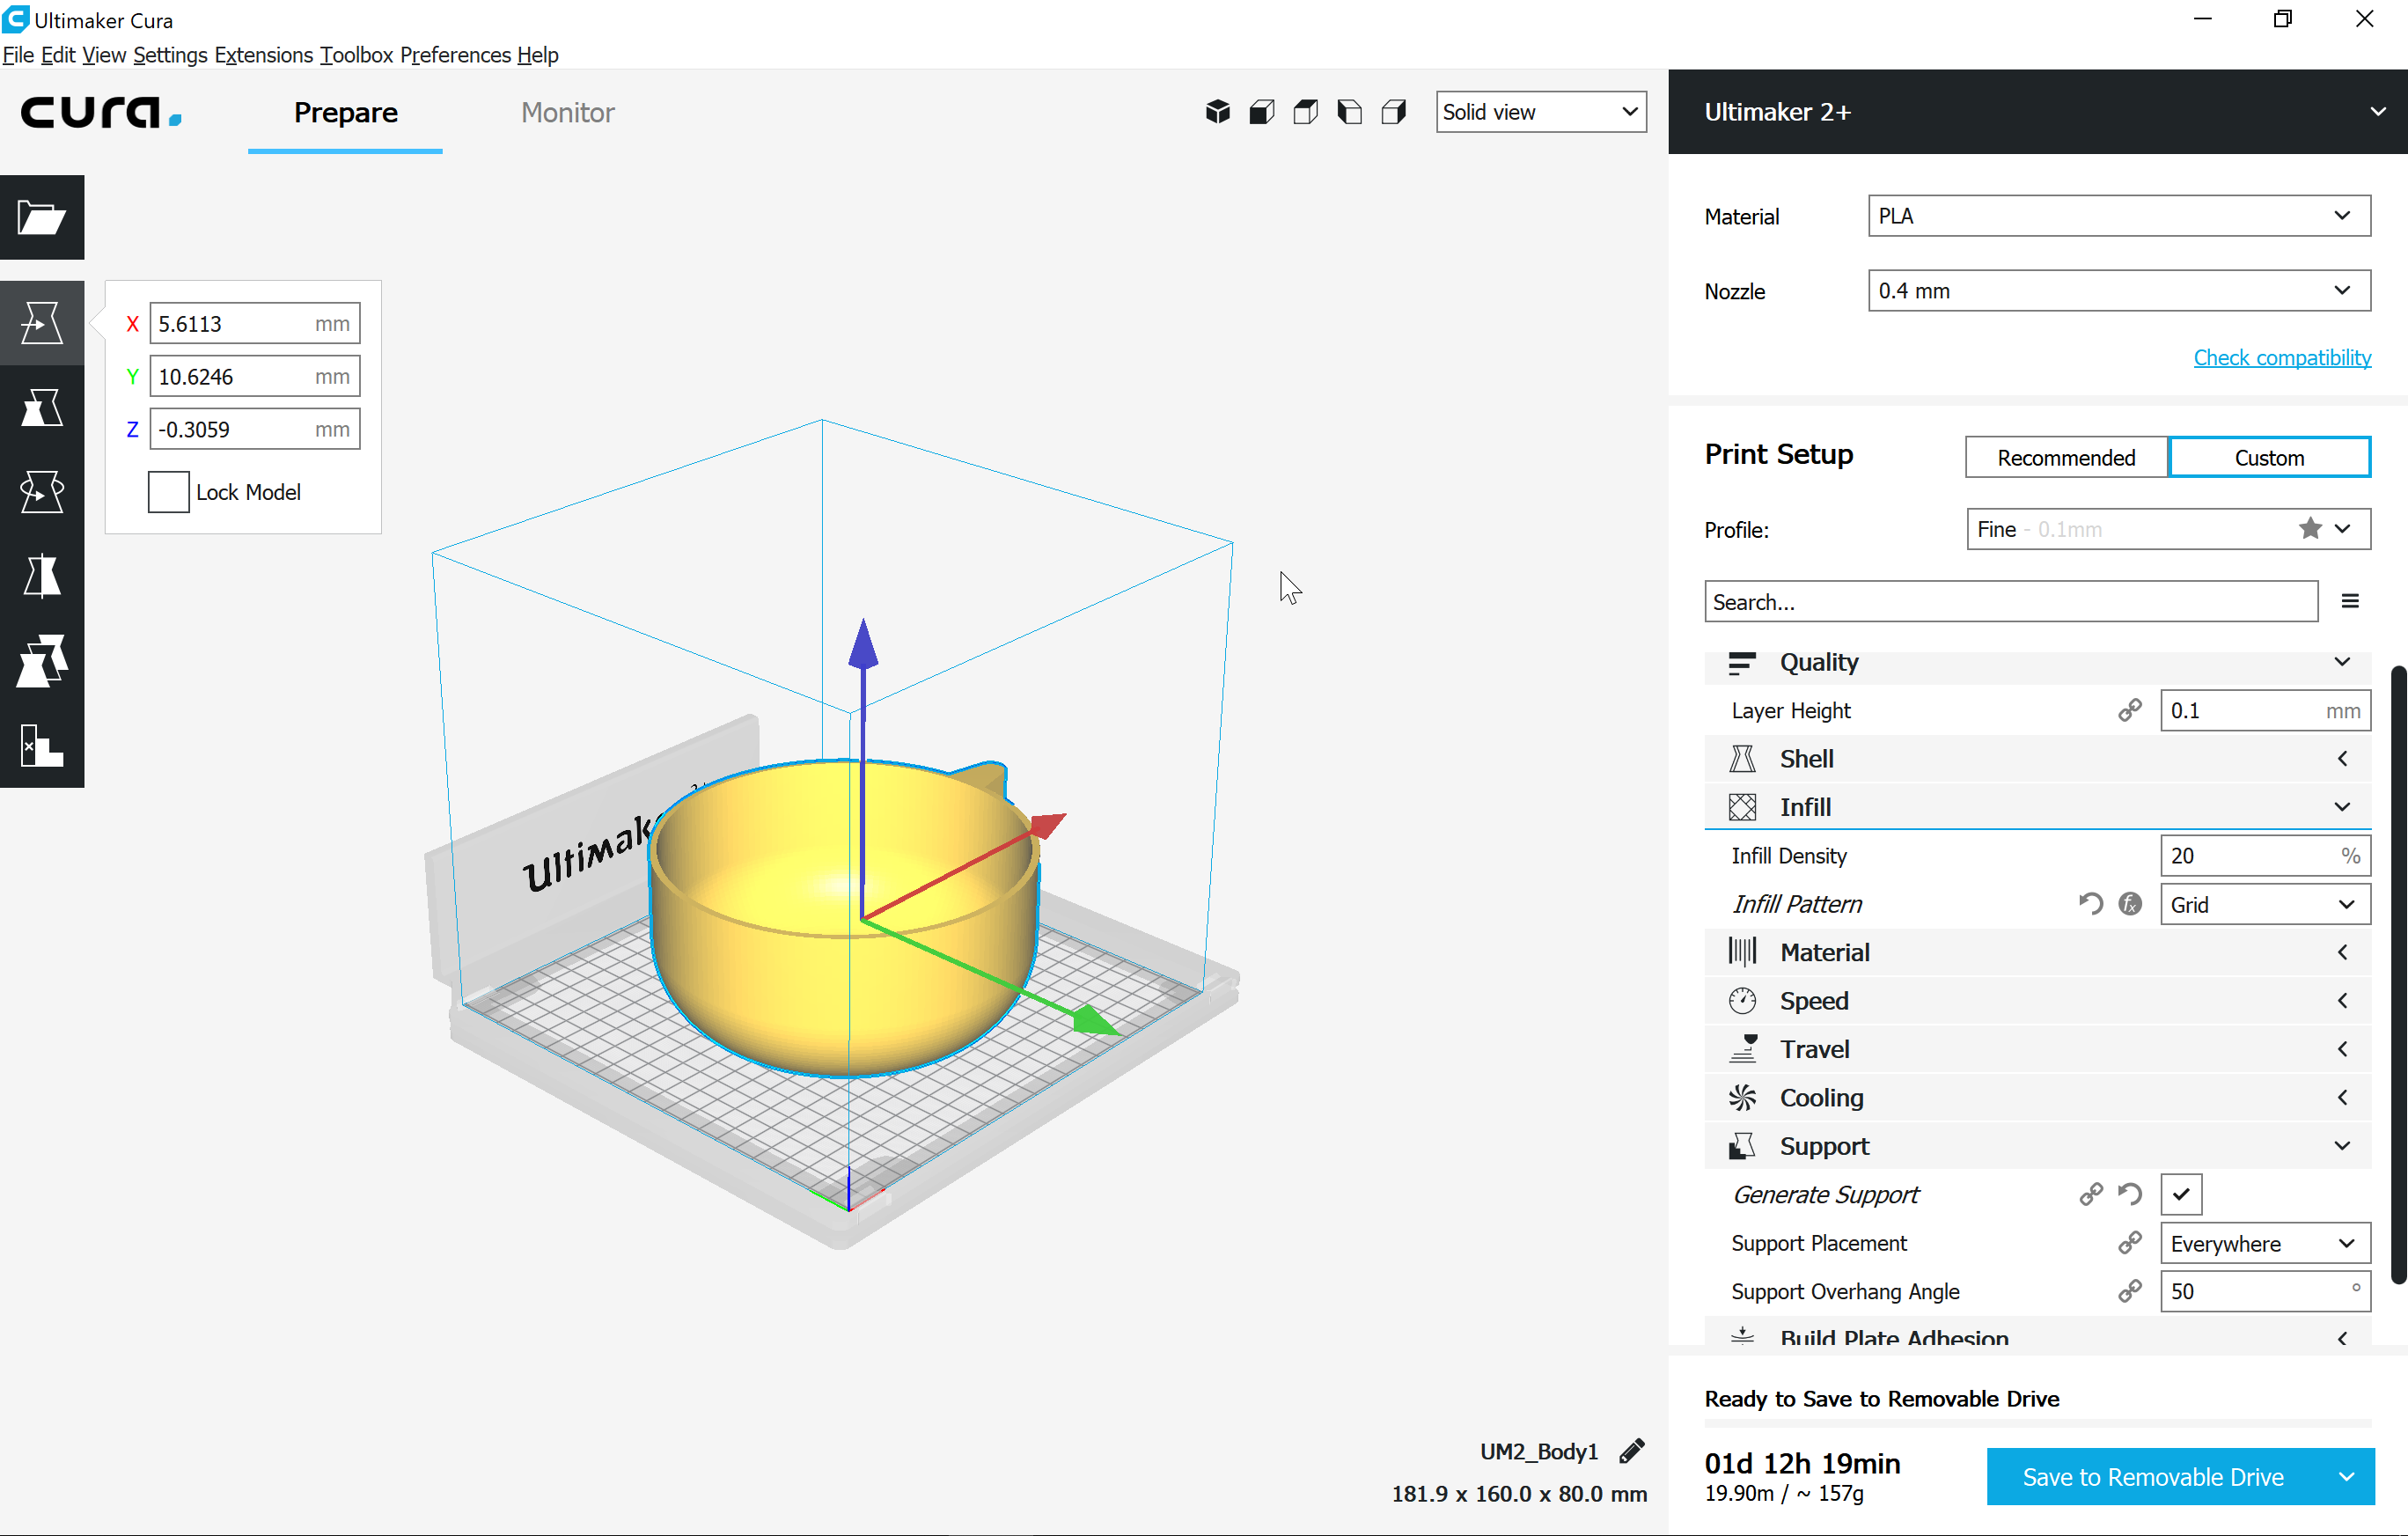 Ultimaker Cura
File Edit View Settings Extensions Toolbox Preferences Help
cura.
Prepare
Monitor
Solid view
Ultimaker 2+
Material
PLA
Nozzle
0.4 mm
Check compatibility
X 5.6113 mm
Y 10.6246 mm
Z -0.3059 mm
Lock Model
Print Setup
Recommended
Custom
Profile:
Fine - 0.1mm
Search...
Quality
Layer Height
0.1 mm
Shell
Infill
Infill Density
20 %
Infill Pattern
Grid
Material
Speed
Travel
Cooling
Support
Generate Support
Support Placement
Everywhere
Support Overhang Angle
50 °
Build Plate Adhesion
Ready to Save to Removable Drive
UM2_Body1
181.9 x 160.0 x 80.0 mm
01d 12h 19min
19.90m / ~ 157g
Save to Removable Drive